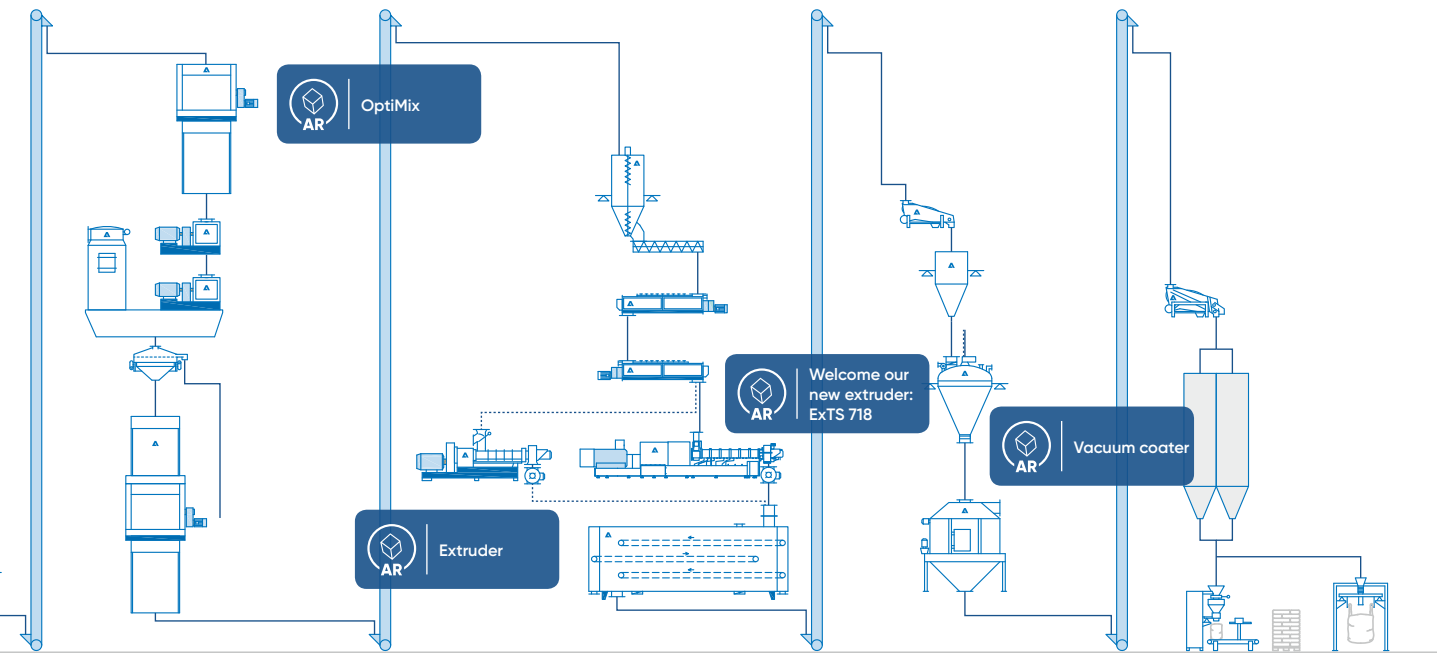 AR
OptiMix
AR
Welcome our
new extruder:
ExTS 718
AR
Vacuum coater
AR
Extruder